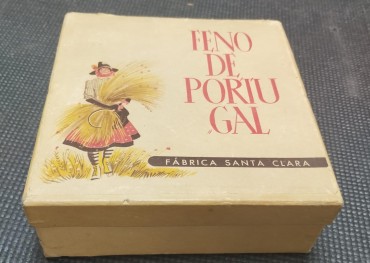 FENO
DE
PORTU
GAL
FÁBRICA SANTA CLARA